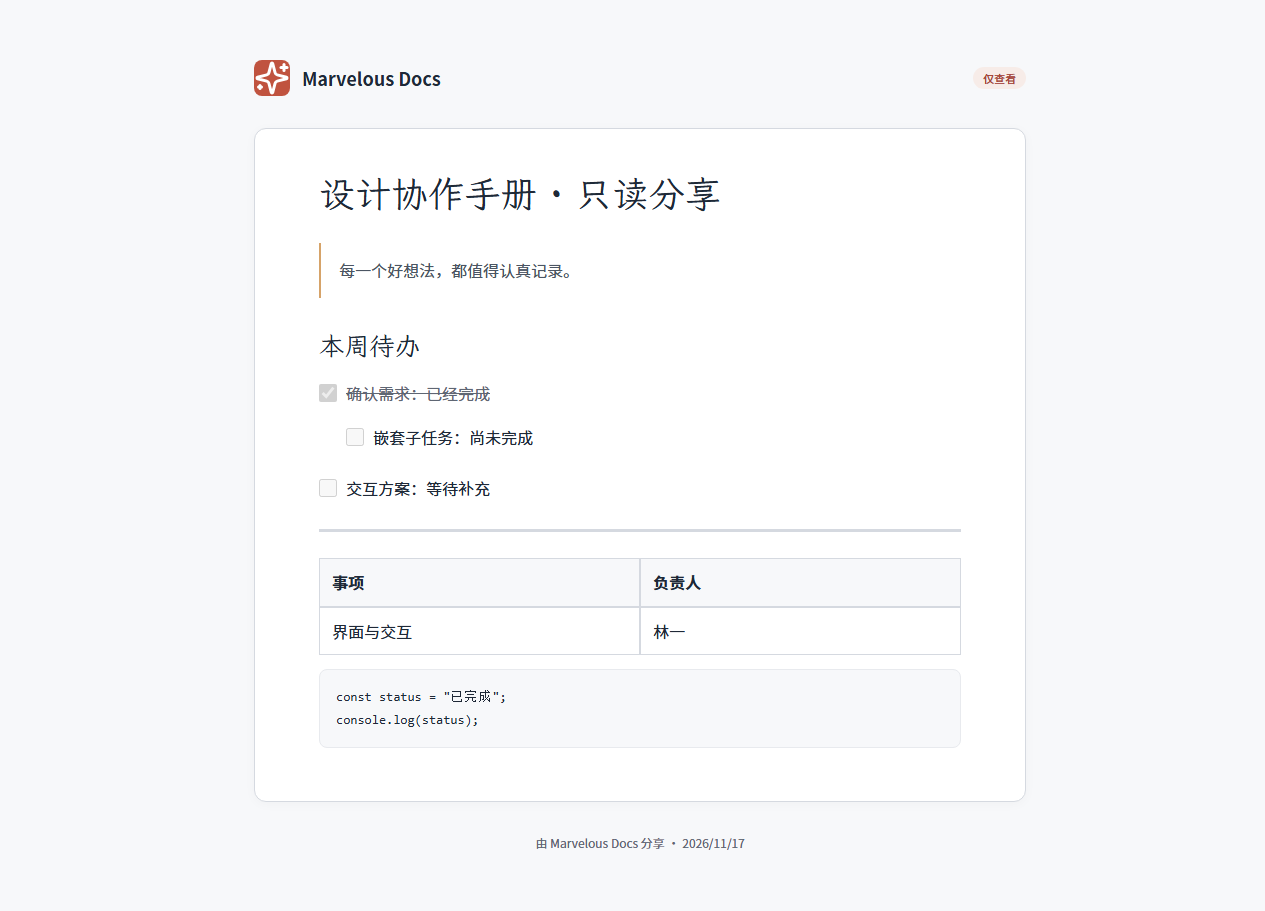 Marvelous Docs
仅查看
设计协作手册·只读分享
每一个好想法，都值得认真记录。
本周待办
确认需求：已经完成
嵌套子任务：尚未完成
交互方案：等待补充
事项 负责人
界面与交互 林一
const status = "已完成";
console.log(status);
由 Marvelous Docs 分享 · 2026/11/17